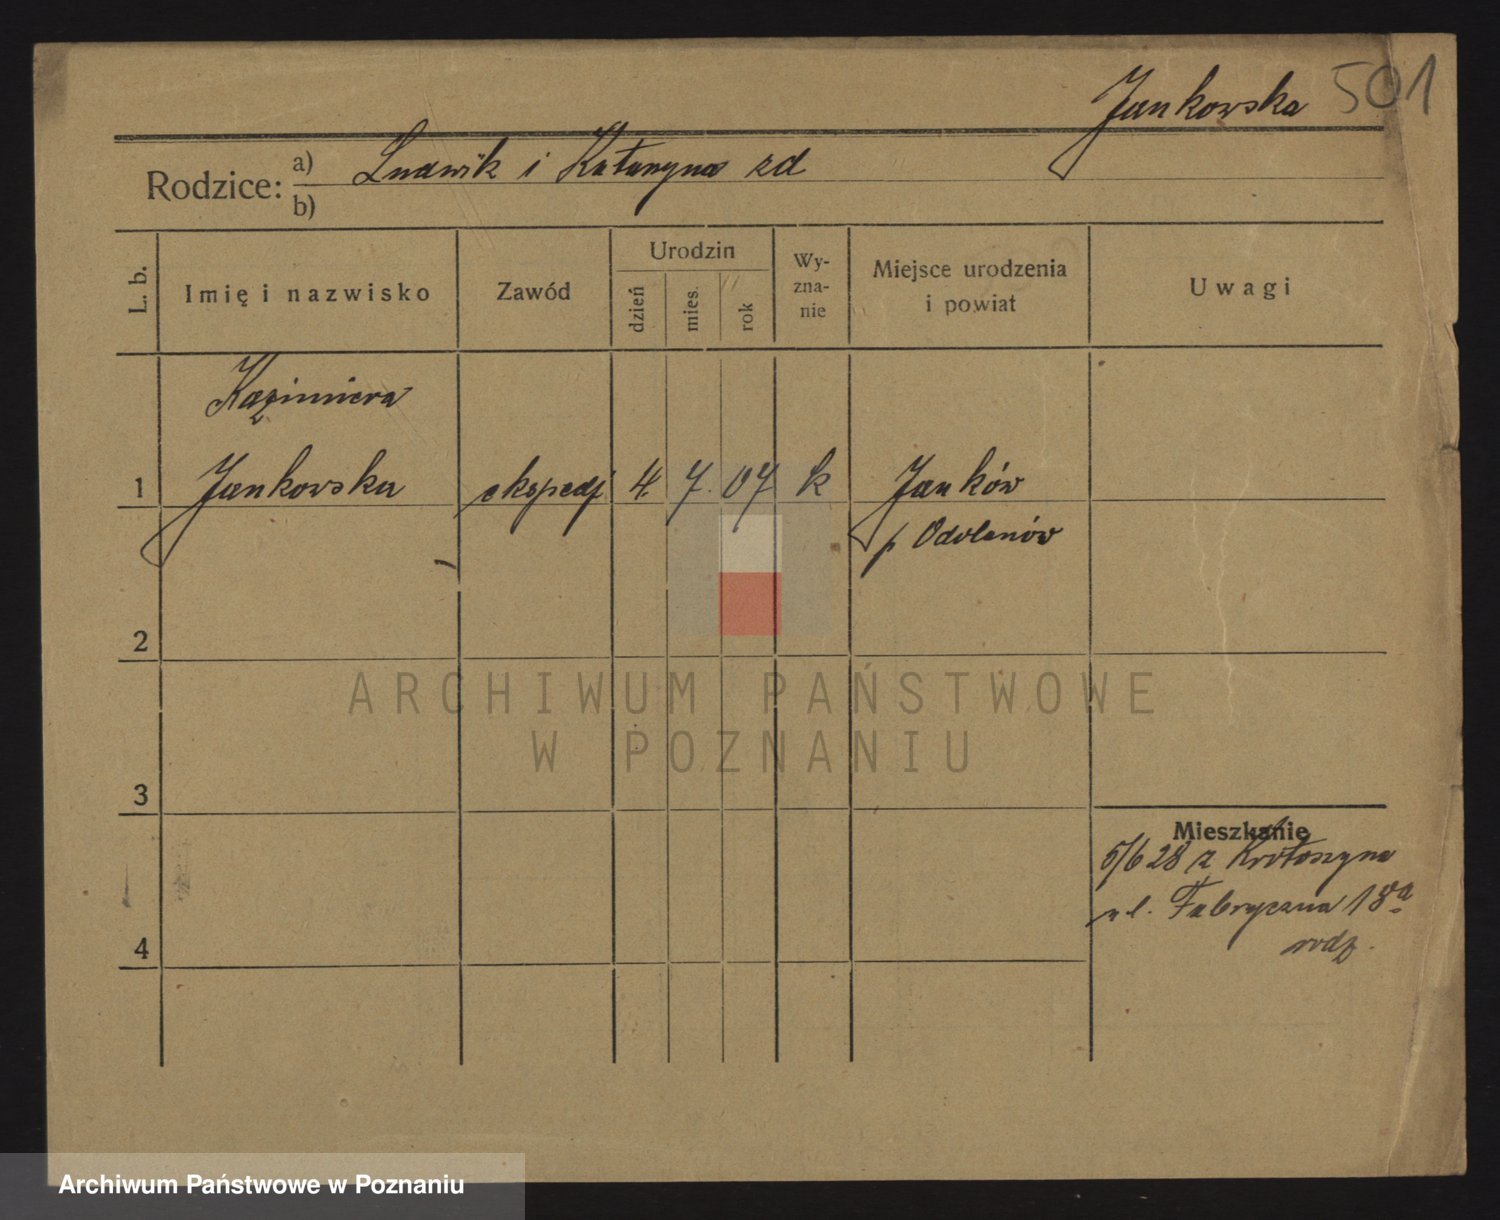 Jankowska 501
Rodzice: a) Ludwik i Katarzyna zd
b)
L. b. Imię i nazwisko Zawód Urodzin dzień mies. rok Wy-zna-nie Miejsce urodzenia i powiat Uwagi
Kazimiera
1 Jankowska ekspedj 4. 7. 07 k Janków
p Odolanów
2
ARCHIWUM PAŃSTWOWE
W POZNANIU
3
Mieszkanie
5/6 28 z Krotoszyna
ul. Fabryczna 18a
4 rodz.
Archiwum Państwowe w Poznaniu